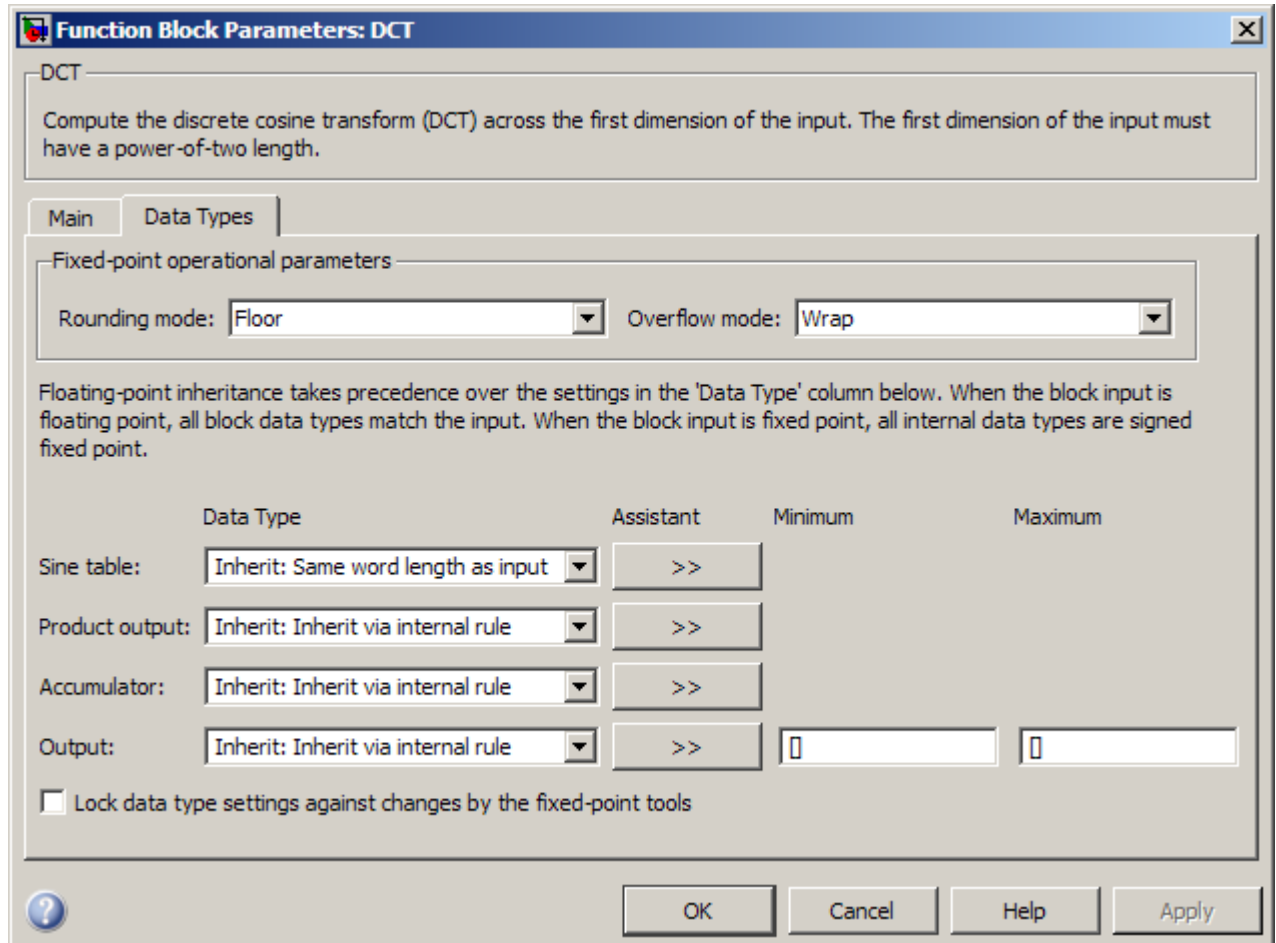 Function Block Parameters: DCT
DCT
Compute the discrete cosine transform (DCT) across the first dimension of the input. The first dimension of the input must
have a power-of-two length.
Main Data Types
Fixed-point operational parameters
Rounding mode: Floor Overflow mode: Wrap
Floating-point inheritance takes precedence over the settings in the 'Data Type' column below. When the block input is
floating point, all block data types match the input. When the block input is fixed point, all internal data types are signed
fixed point.
Data Type Assistant Minimum Maximum
Sine table: Inherit: Same word length as input >>
Product output: Inherit: Inherit via internal rule >>
Accumulator: Inherit: Inherit via internal rule >>
Output: Inherit: Inherit via internal rule >> [] []
Lock data type settings against changes by the fixed-point tools
? OK Cancel Help Apply